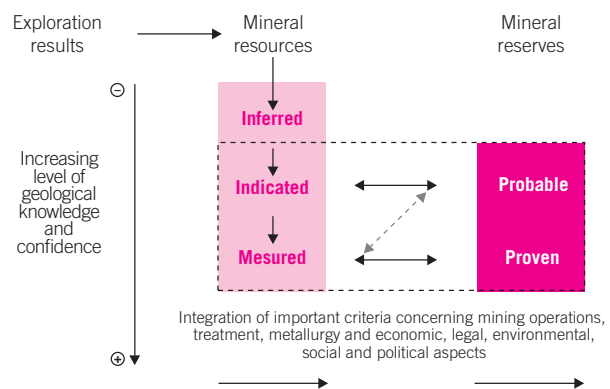 Exploration
results
Mineral
resources
Mineral
reserves
⊖
Inferred
Increasing
level of
geological
knowledge
and
confidence
Indicated
Probable
Mesured
Proven
Integration of important criteria concerning mining operations,
treatment, metallurgy and economic, legal, environmental,
social and political aspects
⊕